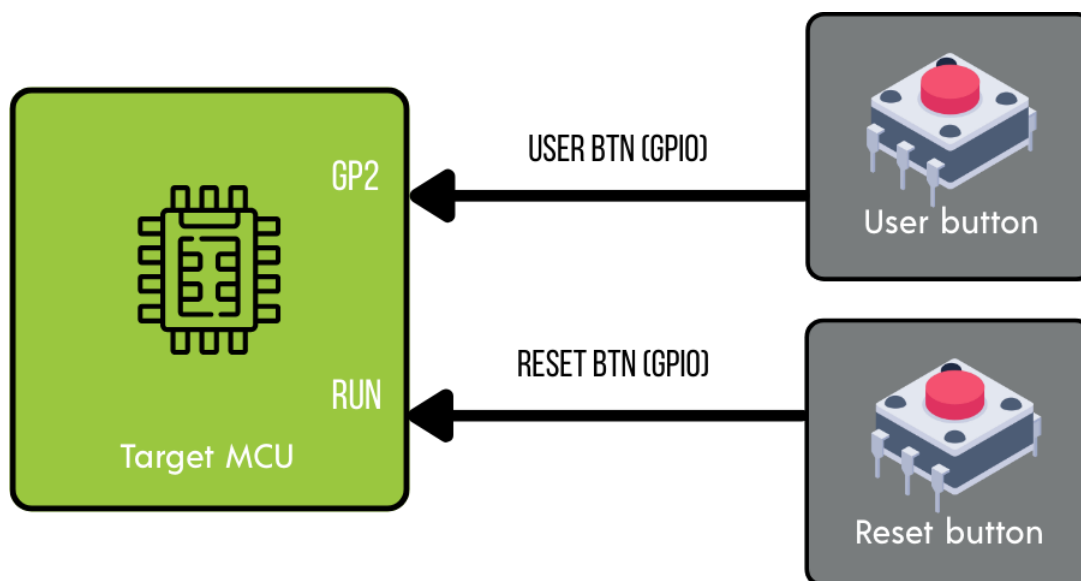 GP2
USER BTN (GPIO)
User button
RUN
RESET BTN (GPIO)
Target MCU
Reset button